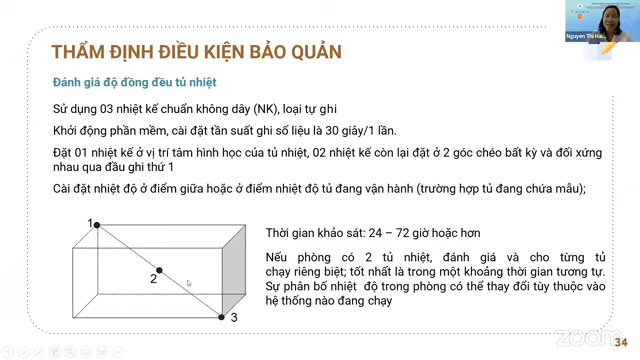 THẨM ĐỊNH ĐIỀU KIỆN BẢO QUẢN
Đánh giá độ đồng đều tủ nhiệt
Sử dụng 03 nhiệt kế chuẩn không dây (NK), loại tự ghi
Khởi động phần mềm, cài đặt tần suất ghi số liệu là 30 giây/1 lần.
Đặt 01 nhiệt kế ở vị trí tâm hình học của tủ nhiệt, 02 nhiệt kế còn lại đặt ở 2 góc chéo bất kỳ và đối xứng
nhau qua đầu ghi thứ 1
Cài đặt nhiệt độ ở điểm giữa hoặc ở điểm nhiệt độ tủ đang vận hành (trường hợp tủ đang chứa mẫu);
1
2
3
Thời gian khảo sát: 24 – 72 giờ hoặc hơn
Nếu phòng có 2 tủ nhiệt, đánh giá và cho từng tủ
chạy riêng biệt; tốt nhất là trong một khoảng thời gian tương tự.
Sự phân bố nhiệt độ trong phòng có thể thay đổi tùy thuộc vào
hệ thống nào đang chạy
34
zoom